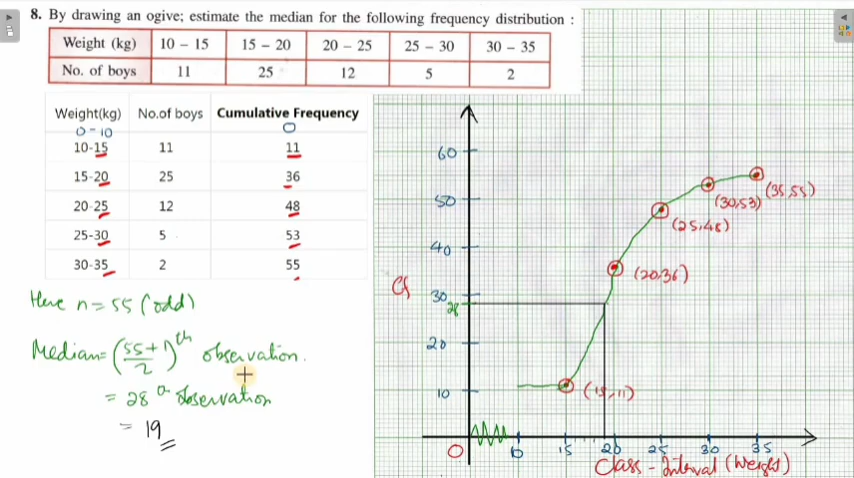 8. By drawing an ogive; estimate the median for the following frequency distribution :
Weight (kg) 10 – 15 15 – 20 20 – 25 25 – 30 30 – 35
No. of boys 11 25 12 5 2
Weight(kg) No.of boys Cumulative Frequency
0-10 0
10-15 11 11
15-20 25 36
20-25 12 48
25-30 5 53
30-35 2 55
Here n = 55 (odd)
Median = (55+1/2)th observation.
= 28th observation
= 19
60
50
40
30
28
20
10
Cf
(35,55)
(30,53)
(25,48)
(20,36)
(15,11)
0 10 15 20 25 30 35
Class-Interval (Weight)